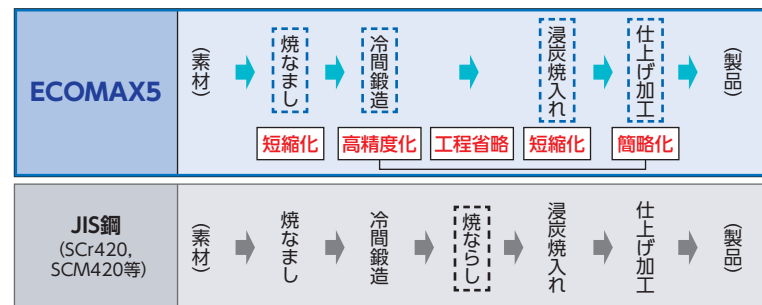 ECOMAX5
（素材）
焼なまし
冷間鍛造
浸炭焼入れ
仕上げ加工
（製品）
短縮化
高精度化
工程省略
短縮化
簡略化
JIS鋼
(SCr420,
SCM420等)
（素材）
焼なまし
冷間鍛造
焼ならし
浸炭焼入れ
仕上げ加工
（製品）